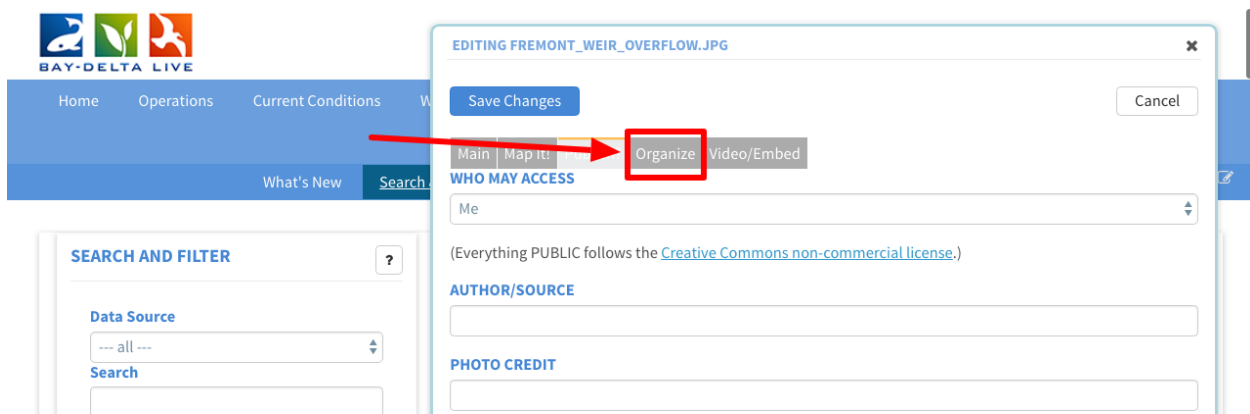 BAY-DELTA LIVE
Home Operations Current Conditions W
What's New Search
EDITING FREMONT_WEIR_OVERFLOW.JPG
Save Changes Cancel
Main Map It! Organize Video/Embed
WHO MAY ACCESS
Me
(Everything PUBLIC follows the Creative Commons non-commercial license.)
AUTHOR/SOURCE
PHOTO CREDIT
SEARCH AND FILTER ?
Data Source
--- all ---
Search